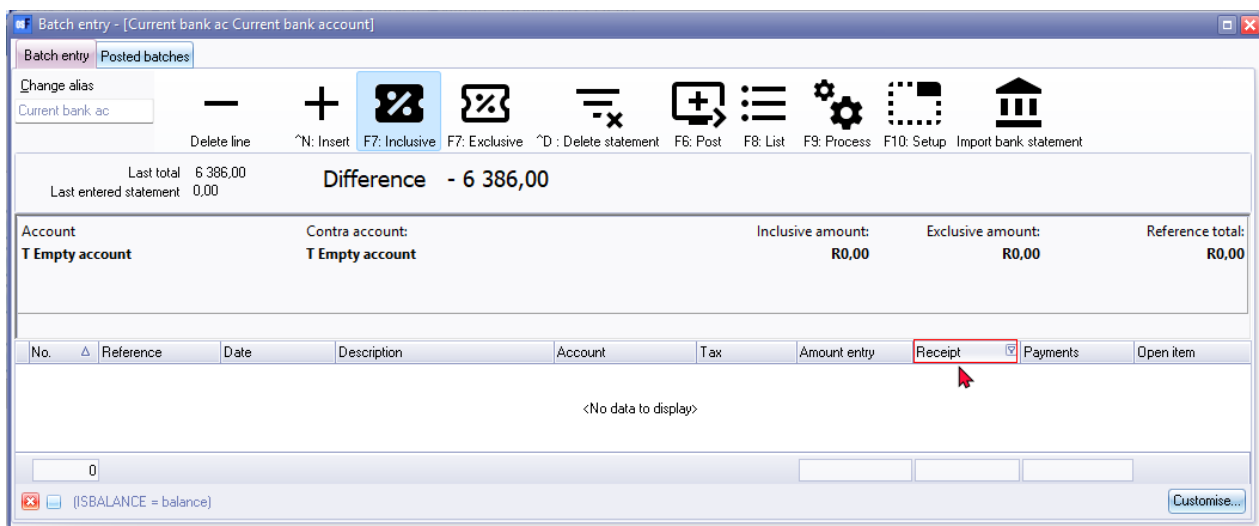 Batch entry - [Current bank ac Current bank account]
Batch entry Posted batches
Change alias
Current bank ac
Delete line ^N: Insert F7: Inclusive F7: Exclusive ^D : Delete statement F6: Post F8: List F9: Process F10: Setup Import bank statement
Last total 6 386,00
Last entered statement 0,00
Difference - 6 386,00
Account Contra account: Inclusive amount: Exclusive amount: Reference total:
T Empty account T Empty account R0,00 R0,00 R0,00
No. Reference Date Description Account Tax Amount entry Receipt Payments Open item
<No data to display>
0
(ISBALANCE = balance) Customise...